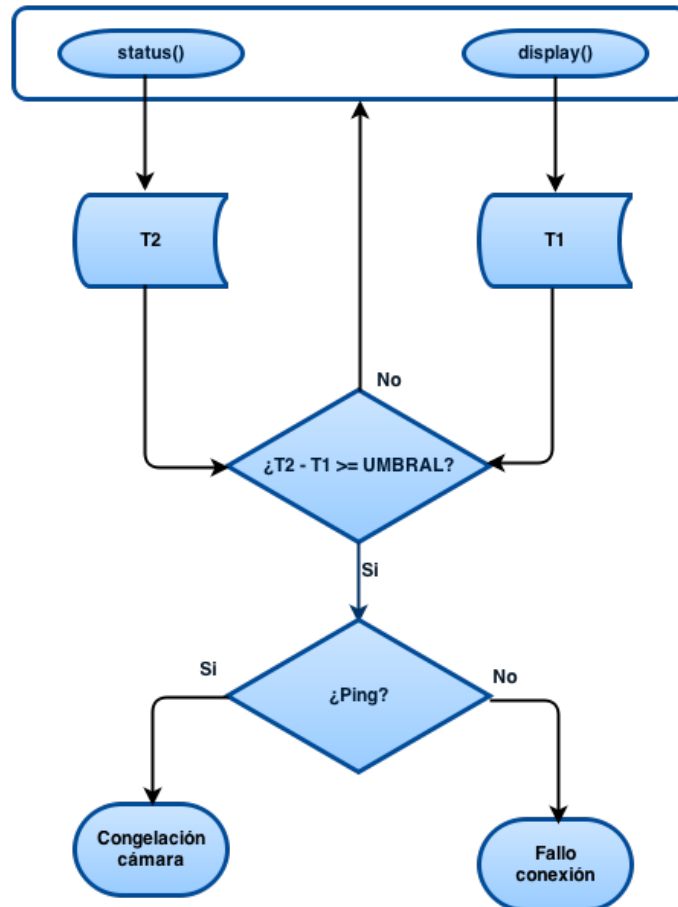 status()
display()
T2
T1
No
¿T2 - T1 >= UMBRAL?
Si
Si
¿Ping?
No
Congelación
cámara
Fallo
conexión